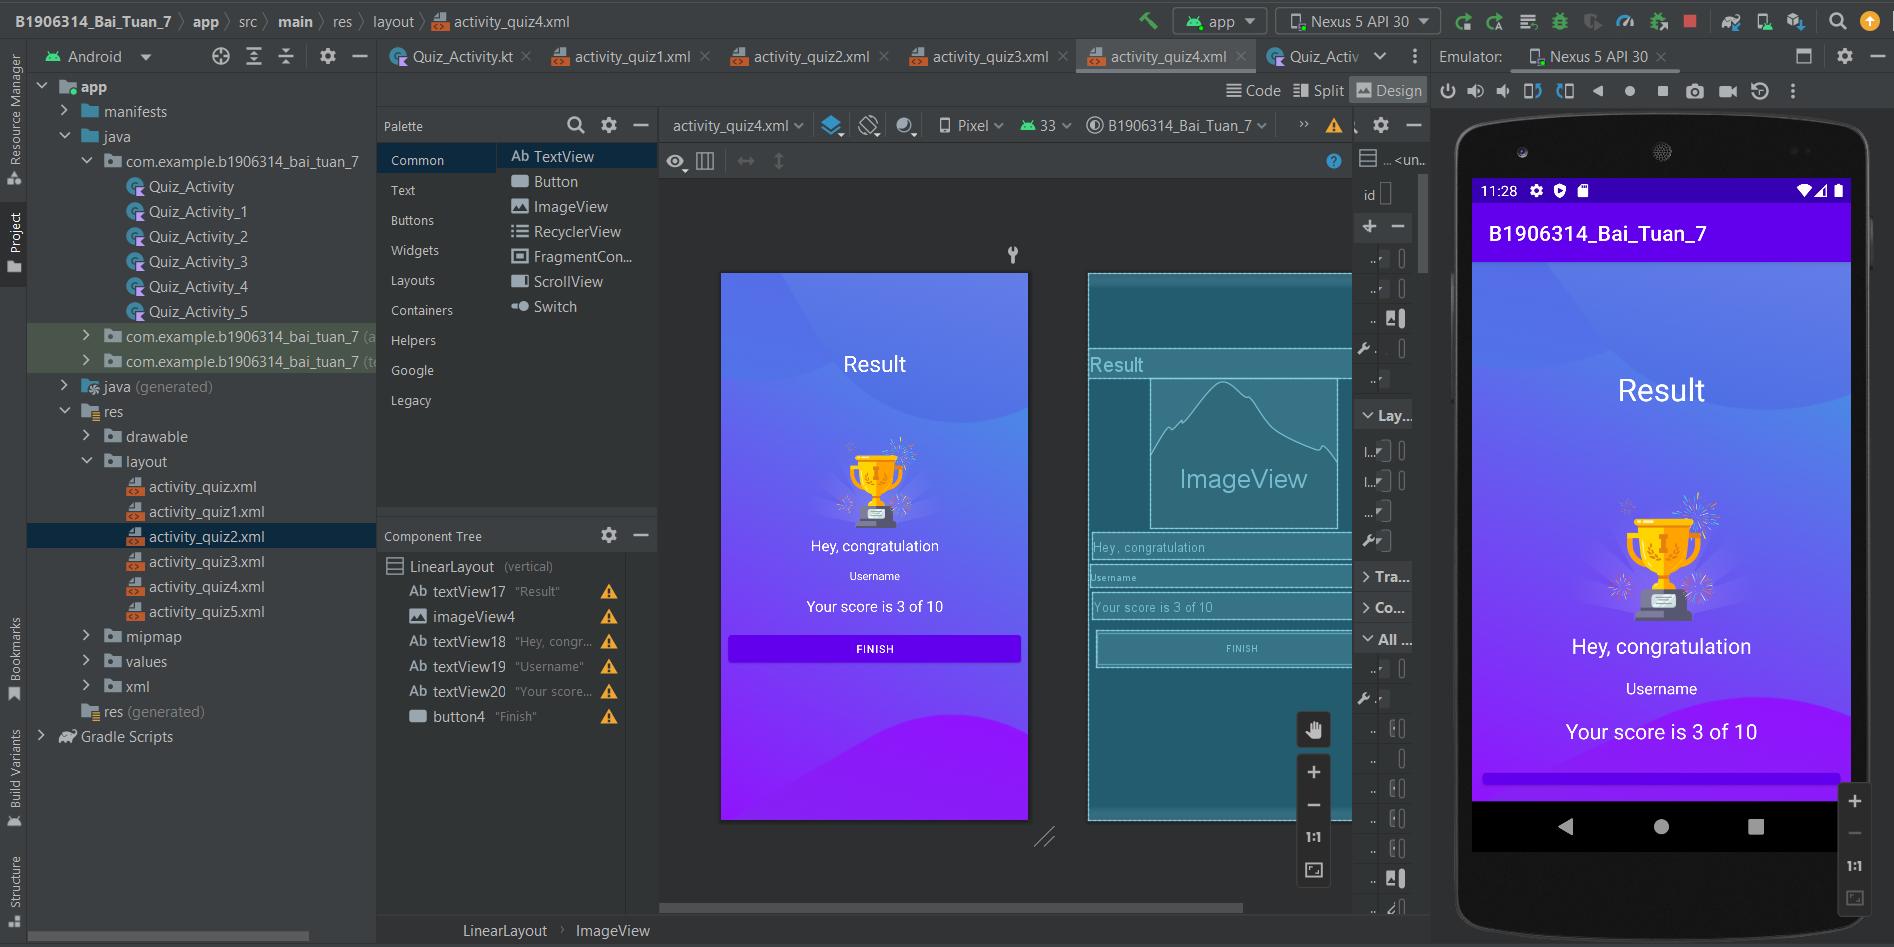 B1906314_Bai_Tuan_7 app src main res layout activity_quiz4.xml
app Nexus 5 API 30
Android
Quiz_Activity.kt activity_quiz1.xml activity_quiz2.xml activity_quiz3.xml activity_quiz4.xml Quiz_Activ
Emulator: Nexus 5 API 30
Code Split Design
Resource Manager
Project
Bookmarks
Build Variants
Structure
app
manifests
java
com.example.b1906314_bai_tuan_7
Quiz_Activity
Quiz_Activity_1
Quiz_Activity_2
Quiz_Activity_3
Quiz_Activity_4
Quiz_Activity_5
com.example.b1906314_bai_tuan_7 (a
com.example.b1906314_bai_tuan_7 (te
java (generated)
res
drawable
layout
activity_quiz.xml
activity_quiz1.xml
activity_quiz2.xml
activity_quiz3.xml
activity_quiz4.xml
activity_quiz5.xml
mipmap
values
xml
res (generated)
Gradle Scripts
Palette
Common
Text
Buttons
Widgets
Layouts
Containers
Helpers
Google
Legacy
Ab TextView
Button
ImageView
RecyclerView
FragmentCon...
ScrollView
Switch
Component Tree
LinearLayout (vertical)
Ab textView17 "Result"
imageView4
Ab textView18 "Hey, congr...
Ab textView19 "Username"
Ab textView20 "Your score...
button4 "Finish"
activity_quiz4.xml Pixel 33 B1906314_Bai_Tuan_7
Result
Hey, congratulation
Username
Your score is 3 of 10
FINISH
Result
ImageView
Hey, congratulation
Username
Your score is 3 of 10
FINISH
1:1
LinearLayout ImageView
... <un..
id
Lay...
l...
l...
...
Tra...
Co...
All ...
11:28
B1906314_Bai_Tuan_7
Result
Hey, congratulation
Username
Your score is 3 of 10
1:1